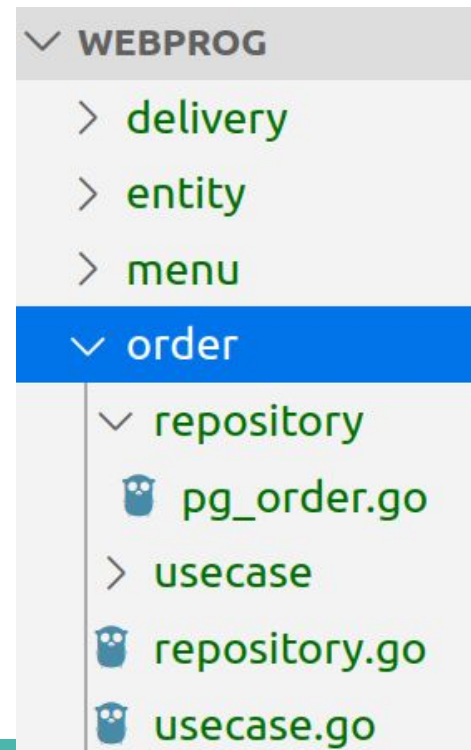 WEBPROG
delivery
entity
menu
order
repository
pg_order.go
usecase
repository.go
usecase.go